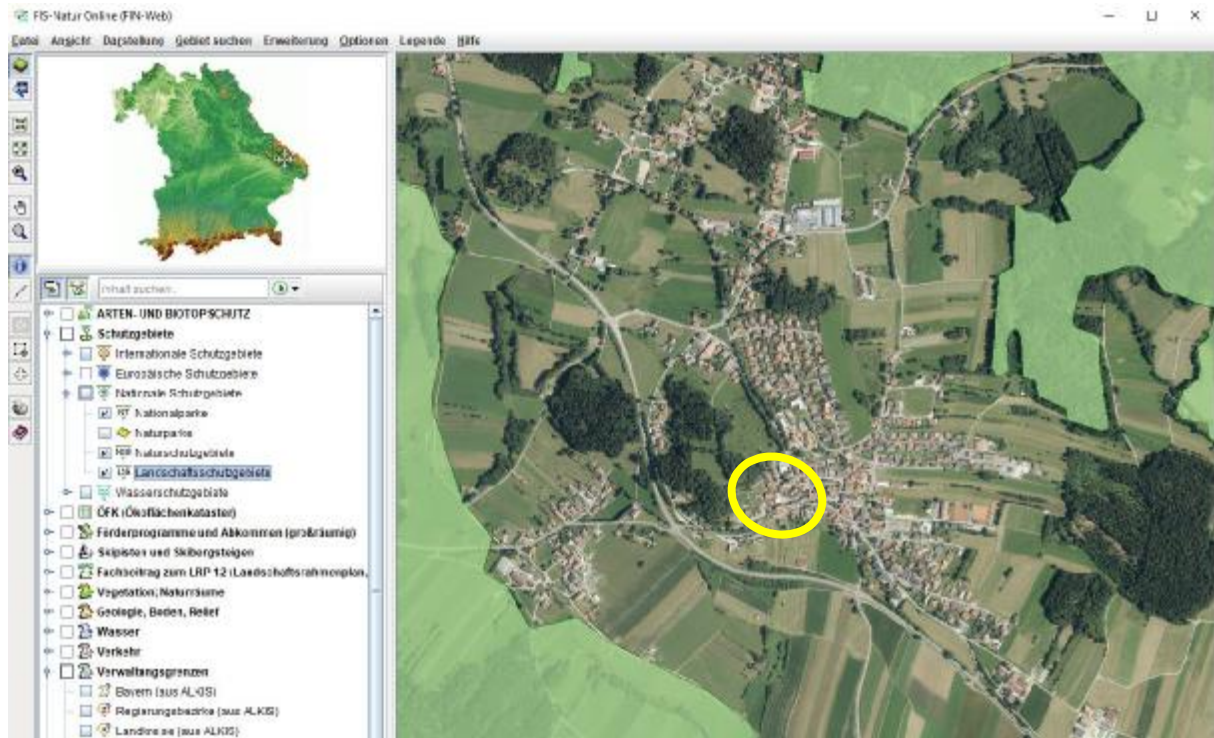 FIS-Natur Online (FIN-Web)
Datei Ansicht Darstellung Gebiet suchen Erweiterung Optionen Legende Hilfe
Inhalt suchen...
ARTEN- UND BIOTOPSCHUTZ
Schutzgebiete
Internationale Schutzgebiete
Europäische Schutzgebiete
Nationale Schutzgebiete
Nationalparke
Naturparke
NSG Naturschutzgebiete
LSG Landschaftsschutzgebiete
Wasserschutzgebiete
ÖFK (Ökoflächenkataster)
Förderprogramme und Abkommen (großräumig)
Skipisten und Skibergsteigen
Fachbeitrag zum LRP 12 (Landschaftsrahmenplan,
Vegetation, Naturräume
Geologie, Boden, Relief
Wasser
Verkehr
Verwaltungsgrenzen
Bayern (aus ALKIS)
Regierungsbezirke (aus ALKIS)
Landkreise (aus ALKIS)